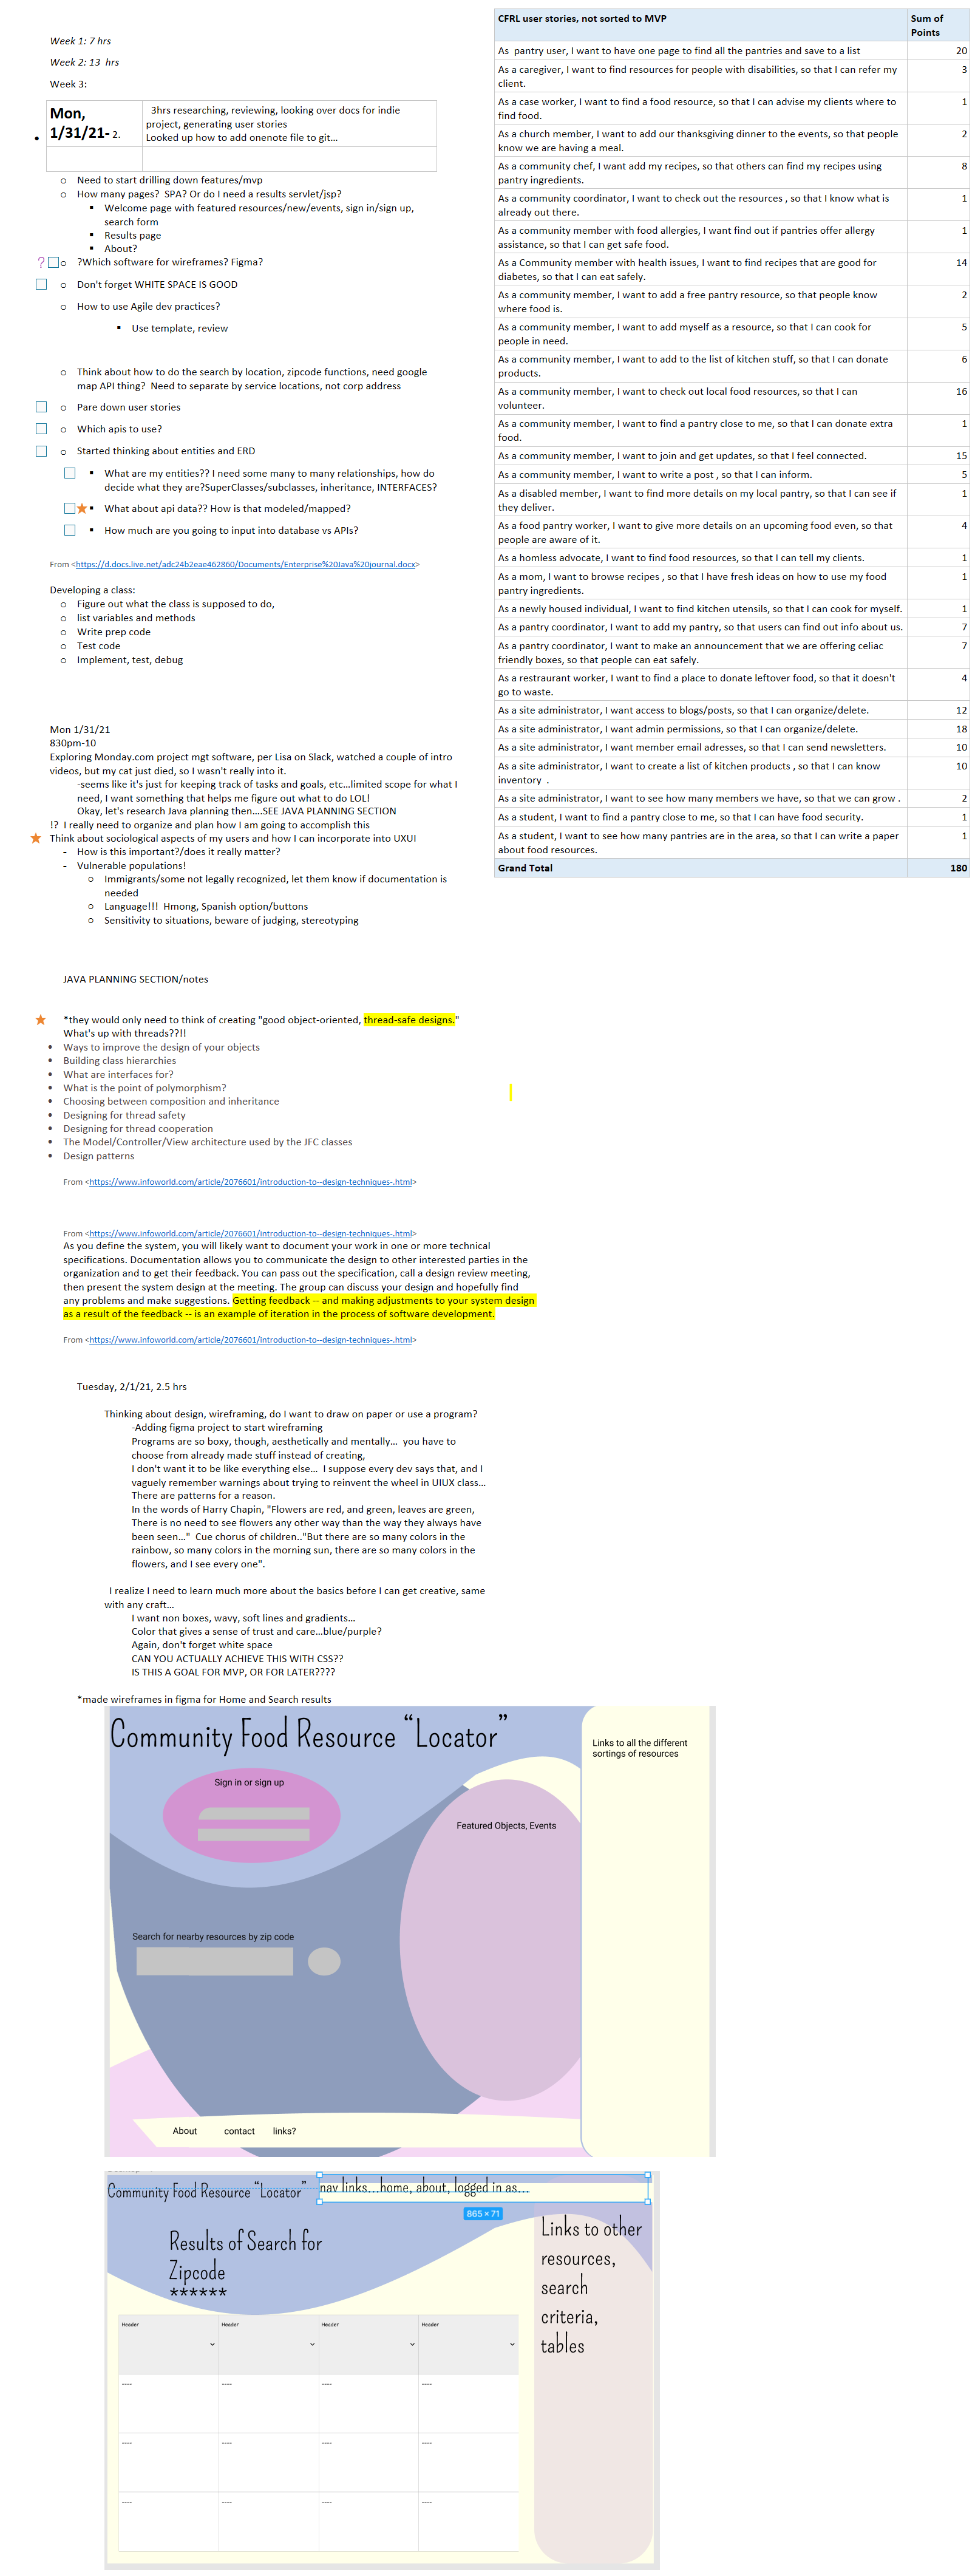 Week 1: 7 hrs
Week 2: 13 hrs
Week 3:
Mon,
1/31/21- 2.
3hrs researching, reviewing, looking over docs for indie
project, generating user stories
Looked up how to add onenote file to git…
Need to start drilling down features/mvp
How many pages? SPA? Or do I need a results servlet/jsp?
Welcome page with featured resources/new/events, sign in/sign up,
search form
Results page
About?
?Which software for wireframes? Figma?
Don't forget WHITE SPACE IS GOOD
How to use Agile dev practices?
Use template, review
Think about how to do the search by location, zipcode functions, need google
map API thing? Need to separate by service locations, not corp address
Pare down user stories
Which apis to use?
Started thinking about entities and ERD
What are my entities?? I need some many to many relationships, how do
decide what they are?SuperClasses/subclasses, inheritance, INTERFACES?
What about api data?? How is that modeled/mapped?
How much are you going to input into database vs APIs?
From <https://d.docs.live.net/adc24b2eae462860/Documents/Enterprise%20Java%20journal.docx>
Developing a class:
Figure out what the class is supposed to do,
list variables and methods
Write prep code
Test code
Implement, test, debug
Mon 1/31/21
830pm-10
Exploring Monday.com project mgt software, per Lisa on Slack, watched a couple of intro
videos, but my cat just died, so I wasn't really into it.
-seems like it's just for keeping track of tasks and goals, etc…limited scope for what I
need, I want something that helps me figure out what to do LOL!
Okay, let's research Java planning then….SEE JAVA PLANNING SECTION
!? I really need to organize and plan how I am going to accomplish this
Think about sociological aspects of my users and how I can incorporate into UXUI
- How is this important?/does it really matter?
- Vulnerable populations!
Immigrants/some not legally recognized, let them know if documentation is
needed
Language!!! Hmong, Spanish option/buttons
Sensitivity to situations, beware of judging, stereotyping
JAVA PLANNING SECTION/notes
*they would only need to think of creating "good object-oriented, thread-safe designs."
What's up with threads??!!
Ways to improve the design of your objects
Building class hierarchies
What are interfaces for?
What is the point of polymorphism?
Choosing between composition and inheritance
Designing for thread safety
Designing for thread cooperation
The Model/Controller/View architecture used by the JFC classes
Design patterns
From <https://www.infoworld.com/article/2076601/introduction-to--design-techniques-.html>
From <https://www.infoworld.com/article/2076601/introduction-to--design-techniques-.html>
As you define the system, you will likely want to document your work in one or more technical
specifications. Documentation allows you to communicate the design to other interested parties in the
organization and to get their feedback. You can pass out the specification, call a design review meeting,
then present the system design at the meeting. The group can discuss your design and hopefully find
any problems and make suggestions. Getting feedback -- and making adjustments to your system design
as a result of the feedback -- is an example of iteration in the process of software development.
From <https://www.infoworld.com/article/2076601/introduction-to--design-techniques-.html>
Tuesday, 2/1/21, 2.5 hrs
Thinking about design, wireframing, do I want to draw on paper or use a program?
-Adding figma project to start wireframing
Programs are so boxy, though, aesthetically and mentally… you have to
choose from already made stuff instead of creating,
I don't want it to be like everything else… I suppose every dev says that, and I
vaguely remember warnings about trying to reinvent the wheel in UIUX class…
There are patterns for a reason.
In the words of Harry Chapin, "Flowers are red, and green, leaves are green,
There is no need to see flowers any other way than the way they always have
been seen…" Cue chorus of children.."But there are so many colors in the
rainbow, so many colors in the morning sun, there are so many colors in the
flowers, and I see every one".
I realize I need to learn much more about the basics before I can get creative, same
with any craft…
I want non boxes, wavy, soft lines and gradients…
Color that gives a sense of trust and care…blue/purple?
Again, don't forget white space
CAN YOU ACTUALLY ACHIEVE THIS WITH CSS??
IS THIS A GOAL FOR MVP, OR FOR LATER????
*made wireframes in figma for Home and Search results
Community Food Resource “Locator”
Sign in or sign up
Search for nearby resources by zip code
Featured Objects, Events
Links to all the different
sortings of resources
About contact links?
Community Food Resource “Locator”
nav links...home, about, logged in as...
865 × 71
Results of Search for
Zipcode
******
Links to other
resources,
search
criteria,
tables
Header Header Header Header
---- ---- ---- ----
---- ---- ---- ----
---- ---- ---- ----
CFRL user stories, not sorted to MVP
Sum of
Points
As pantry user, I want to have one page to find all the pantries and save to a list 20
As a caregiver, I want to find resources for people with disabilities, so that I can refer my 3
client.
As a case worker, I want to find a food resource, so that I can advise my clients where to 1
find food.
As a church member, I want to add our thanksgiving dinner to the events, so that people 2
know we are having a meal.
As a community chef, I want add my recipes, so that others can find my recipes using 8
pantry ingredients.
As a community coordinator, I want to check out the resources , so that I know what is 1
already out there.
As a community member with food allergies, I want find out if pantries offer allergy 1
assistance, so that I can get safe food.
As a Community member with health issues, I want to find recipes that are good for 14
diabetes, so that I can eat safely.
As a community member, I want to add a free pantry resource, so that people know 2
where food is.
As a community member, I want to add myself as a resource, so that I can cook for 5
people in need.
As a community member, I want to add to the list of kitchen stuff, so that I can donate 6
products.
As a community member, I want to check out local food resources, so that I can 16
volunteer.
As a community member, I want to find a pantry close to me, so that I can donate extra 1
food.
As a community member, I want to join and get updates, so that I feel connected. 15
As a community member, I want to write a post , so that I can inform. 5
As a disabled member, I want to find more details on my local pantry, so that I can see if 1
they deliver.
As a food pantry worker, I want to give more details on an upcoming food even, so that 4
people are aware of it.
As a homless advocate, I want to find food resources, so that I can tell my clients. 1
As a mom, I want to browse recipes , so that I have fresh ideas on how to use my food 1
pantry ingredients.
As a newly housed individual, I want to find kitchen utensils, so that I can cook for myself. 1
As a pantry coordinator, I want to add my pantry, so that users can find out info about us. 7
As a pantry coordinator, I want to make an announcement that we are offering celiac 7
friendly boxes, so that people can eat safely.
As a restraurant worker, I want to find a place to donate leftover food, so that it doesn't 4
go to waste.
As a site administrator, I want access to blogs/posts, so that I can organize/delete. 12
As a site administrator, I want admin permissions, so that I can organize/delete. 18
As a site administrator, I want member email adresses, so that I can send newsletters. 10
As a site administrator, I want to create a list of kitchen products , so that I can know 10
inventory .
As a site administrator, I want to see how many members we have, so that we can grow . 2
As a student, I want to find a pantry close to me, so that I can have food security. 1
As a student, I want to see how many pantries are in the area, so that I can write a paper 1
about food resources.
Grand Total 180